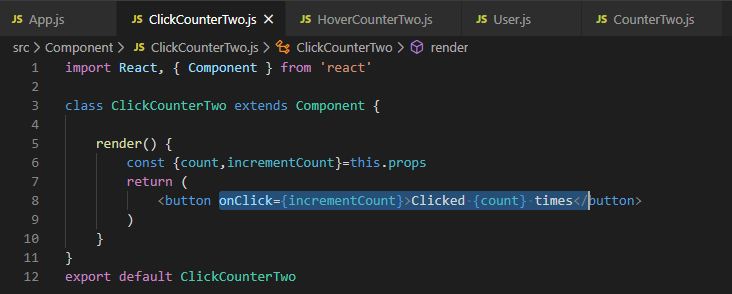 JS App.js JS ClickCounterTwo.js × JS HoverCounterTwo.js JS User.js JS CounterTwo.js
src > Component > JS ClickCounterTwo.js > ClickCounterTwo > render
1 import React, { Component } from 'react'
2
3 class ClickCounterTwo extends Component {
4
5 render() {
6 const {count,incrementCount}=this.props
7 return (
8 <button onClick={incrementCount}>Clicked {count} times</button>
9 )
10 }
11 }
12 export default ClickCounterTwo